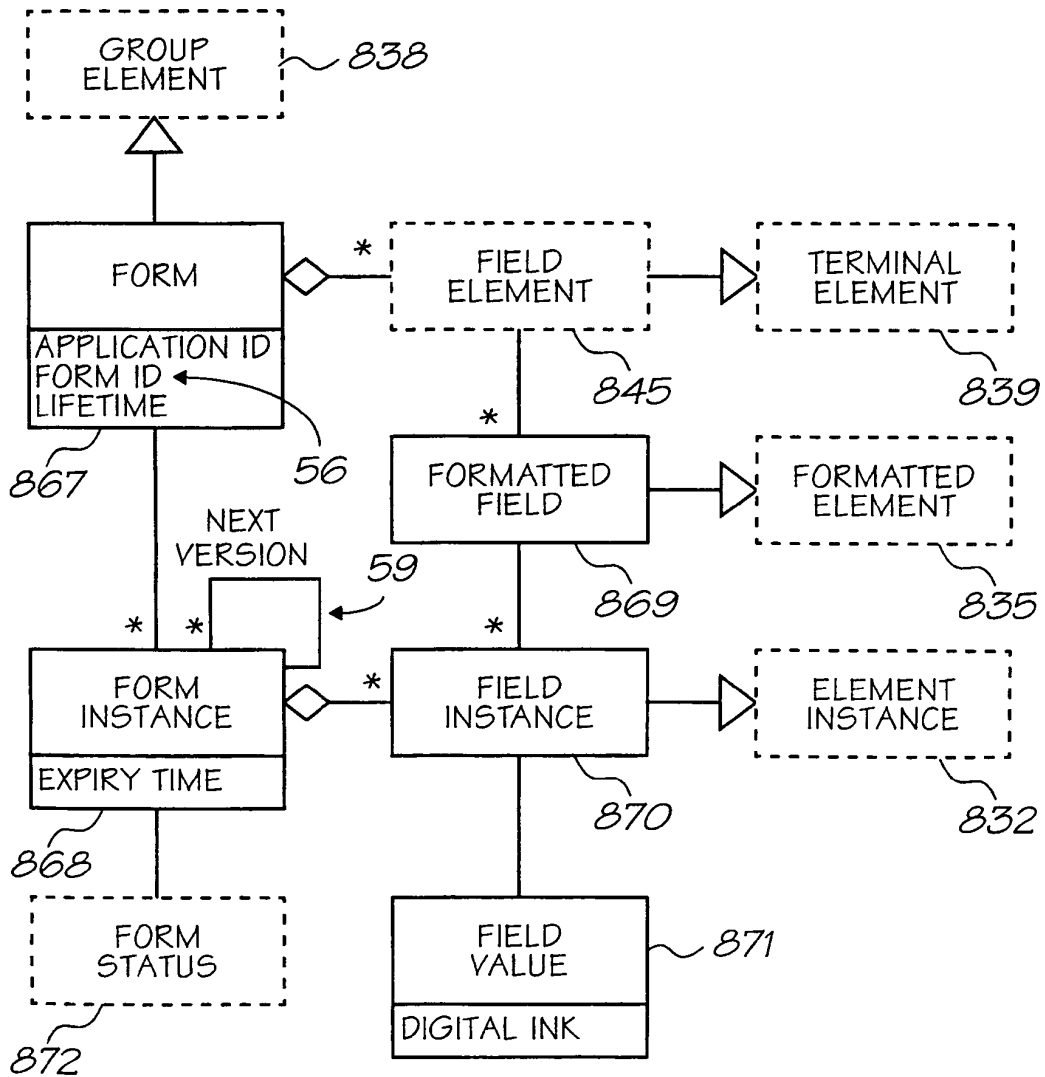 GROUP
ELEMENT
838
FORM
APPLICATION ID
FORM ID
LIFETIME
867
56
*
FIELD
ELEMENT
845
TERMINAL
ELEMENT
839
*
FORMATTED
FIELD
869
FORMATTED
ELEMENT
835
NEXT
VERSION
59
*
*
*
FORM
INSTANCE
EXPIRY TIME
868
*
FIELD
INSTANCE
870
ELEMENT
INSTANCE
832
FORM
STATUS
872
FIELD
VALUE
DIGITAL INK
871